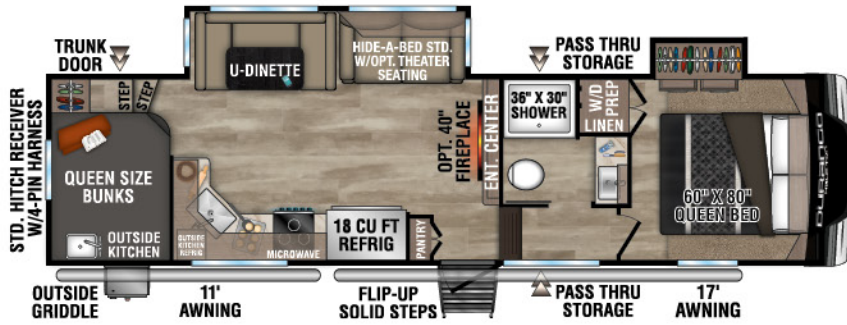 TRUNK
DOOR
PASS THRU
STORAGE
U-DINETTE
HIDE-A-BED STD.
W/OPT. THEATER
SEATING
STD. HITCH RECEIVER
W/4-PIN HARNESS
STEP
STEP
OPT. 40"
FIREPLACE
ENT. CENTER
36" X 30"
SHOWER
W/D
PREP
LINEN
QUEEN SIZE
BUNKS
OUTSIDE
KITCHEN
OUTSIDE
KITCHEN
REFRIG
MICROWAVE
18 CU FT
REFRIG
PANTRY
60" X 80"
QUEEN BED
DURANGO
OUTSIDE
GRIDDLE
11'
AWNING
FLIP-UP
SOLID STEPS
PASS THRU
STORAGE
17'
AWNING